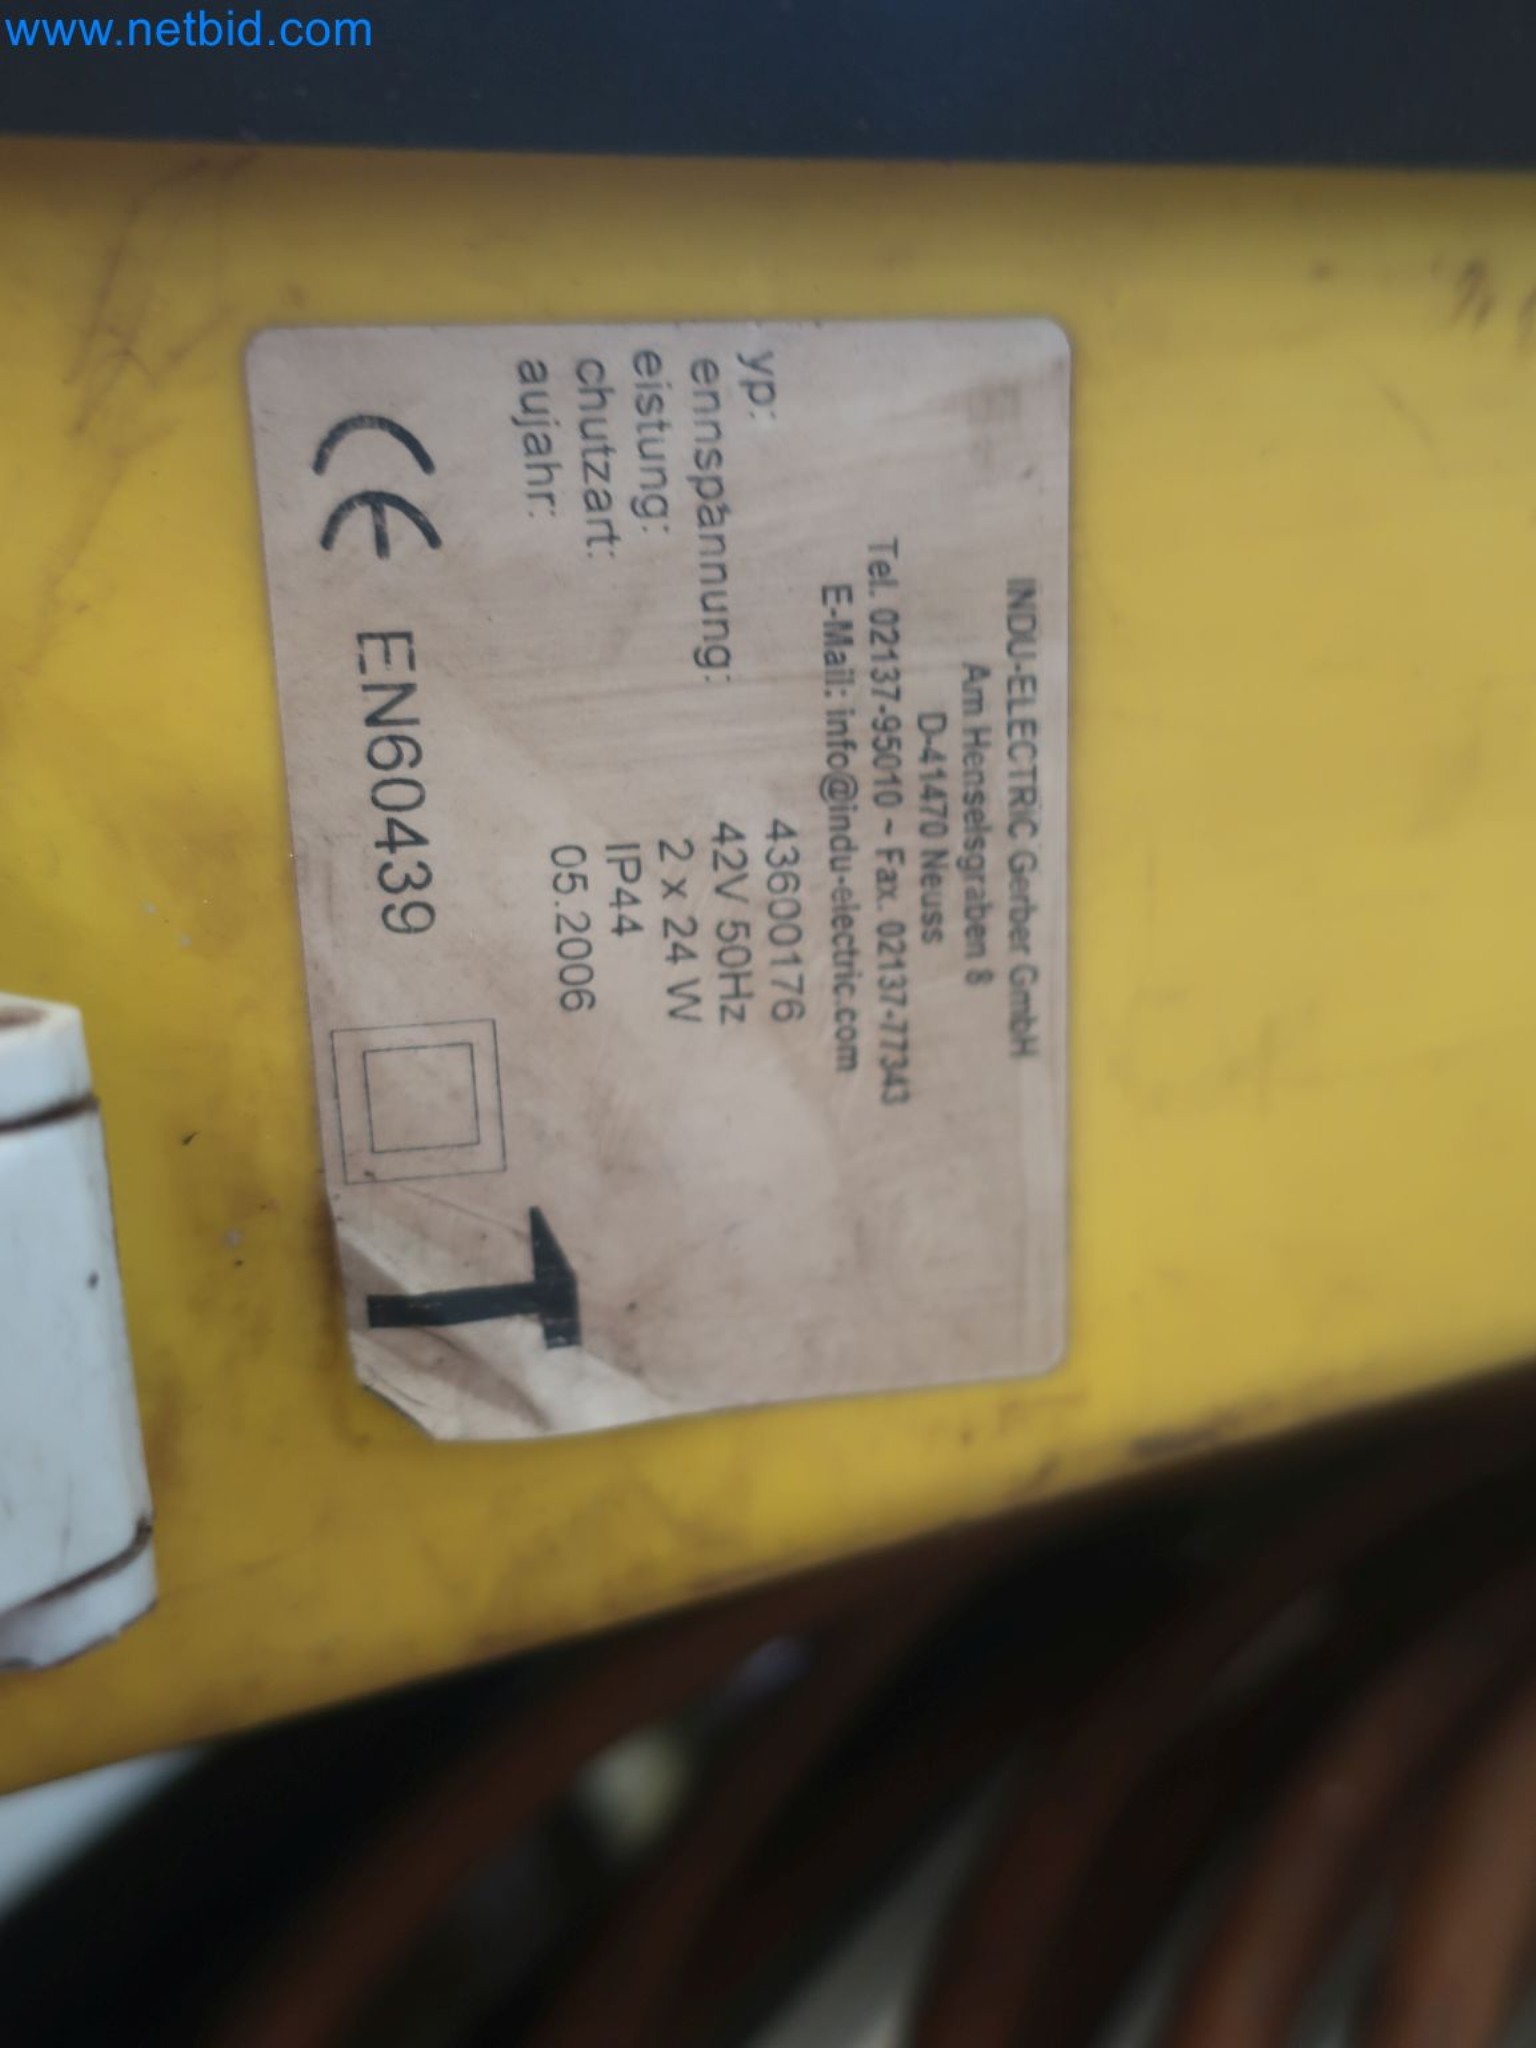 www.netbid.com
INDU-ELECTRIC Gerber GmbH
Am Henselsgraben 8
D-41470 Neuss
Tel. 02137-95010 ~ Fax. 02137-77343
E-Mail: info@indu-electric.com
yp: 43600176
ennspannung: 42V 50Hz
eistung: 2 x 24 W
chutzart: IP44
aujahr: 05.2006
CE EN60439